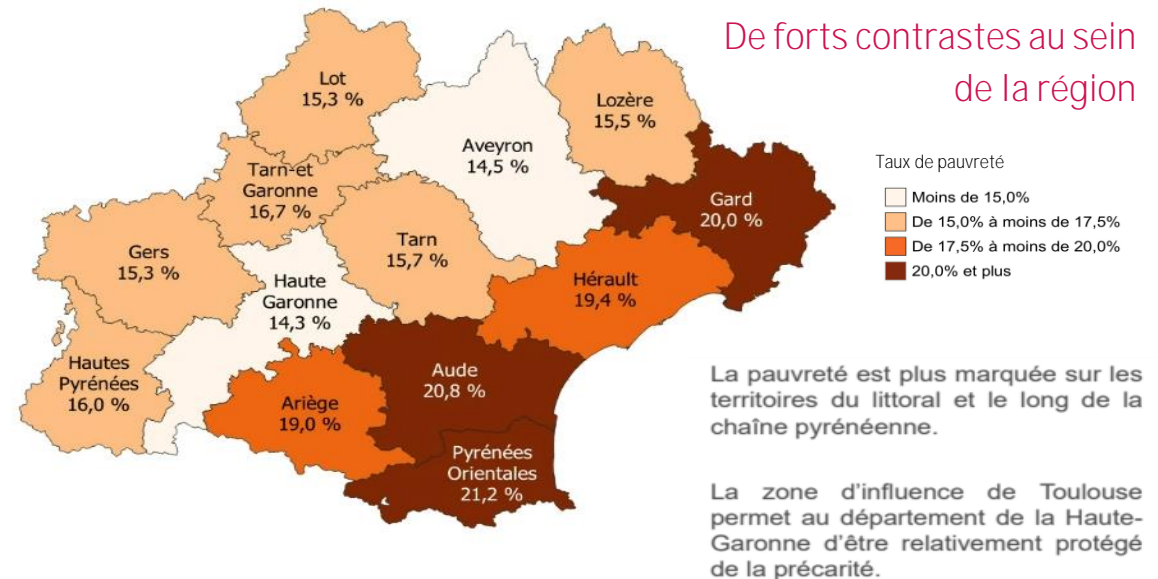 De forts contrastes au sein
de la région
Lot
15,3 %
Lozère
15,5 %
Aveyron
14,5 %
Tarn-et
Garonne
16,7 %
Gard
20,0 %
Gers
15,3 %
Tarn
15,7 %
Haute
Garonne
14,3 %
Hérault
19,4 %
Hautes
Pyrénées
16,0 %
Ariège
19,0 %
Aude
20,8 %
Pyrénées
Orientales
21,2 %
Taux de pauvreté
Moins de 15,0%
De 15,0% à moins de 17,5%
De 17,5% à moins de 20,0%
20,0% et plus
La pauvreté est plus marquée sur les
territoires du littoral et le long de la
chaîne pyrénéenne.
La zone d'influence de Toulouse
permet au département de la Haute-
Garonne d'être relativement protégé
de la précarité.